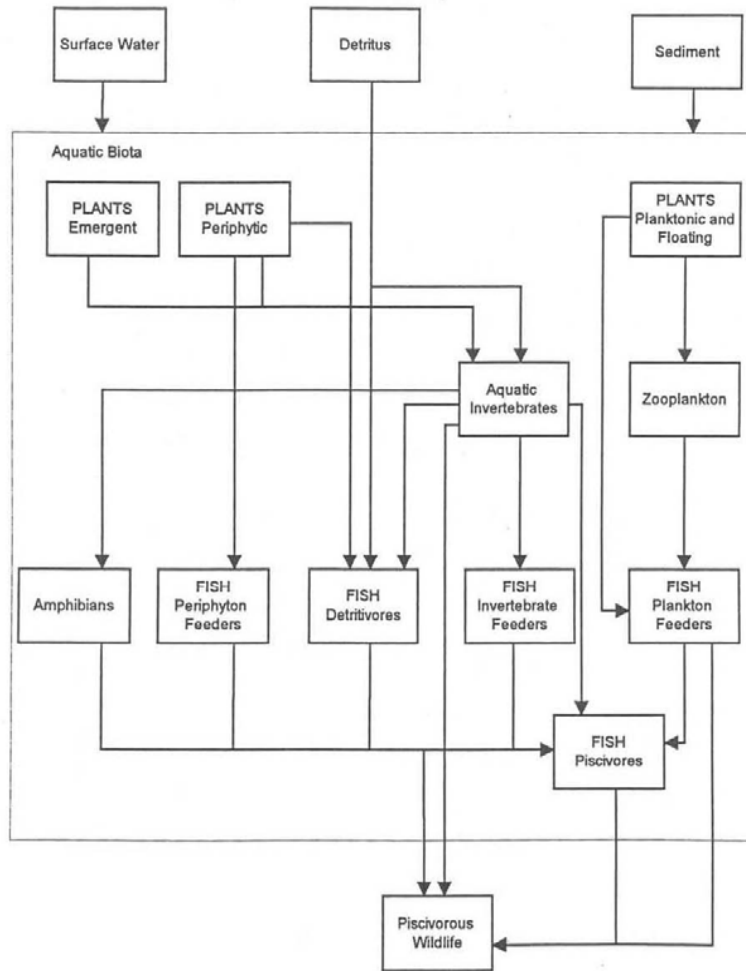 Surface Water
Detritus
Sediment
Aquatic Biota
PLANTS
Emergent
PLANTS
Periphytic
PLANTS
Planktonic and
Floating
Aquatic
Invertebrates
Zooplankton
Amphibians
FISH
Periphyton
Feeders
FISH
Detritivores
FISH
Invertebrate
Feeders
FISH
Plankton
Feeders
FISH
Piscivores
Piscivorous
Wildlife